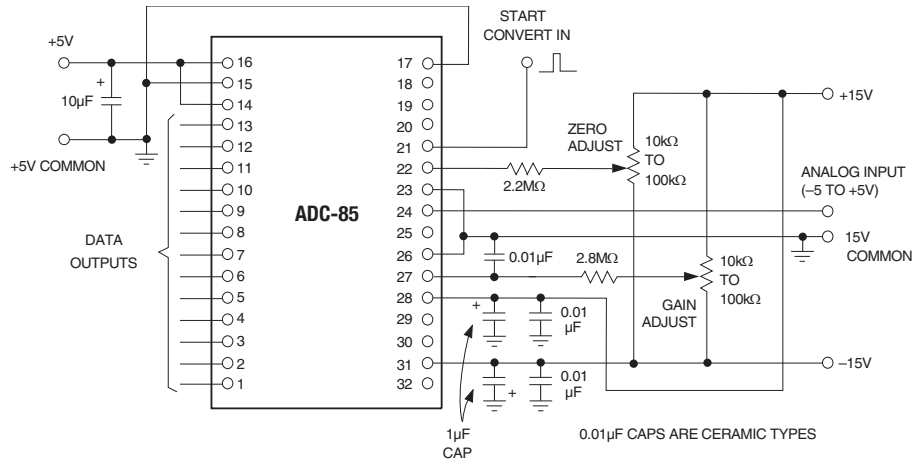 START
CONVERT IN
+5V
+
10µF
+5V COMMON
DATA
OUTPUTS
ADC-85
16
15
14
13
12
11
10
9
8
7
6
5
4
3
2
1
17
18
19
20
21
22
23
24
25
26
27
28
29
30
31
32
ZERO
ADJUST
2.2MΩ
10kΩ
TO
100kΩ
+15V
ANALOG INPUT
(–5 TO +5V)
15V
COMMON
0.01µF
2.8MΩ
10kΩ
TO
100kΩ
GAIN
ADJUST
+
0.01
µF
–15V
+
0.01
µF
1µF
CAP
0.01µF CAPS ARE CERAMIC TYPES